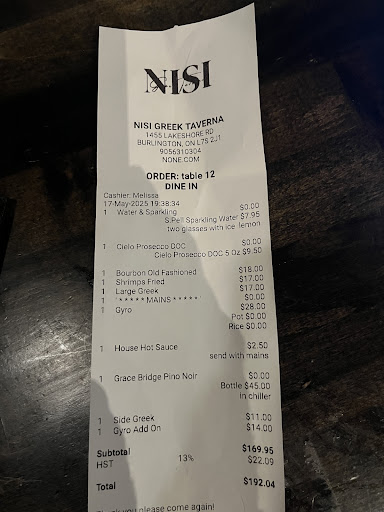 NISI
NISI GREEK TAVERNA
1455 LAKESHORE RD
BURLINGTON, ON L7S 2J1
9056310304
NONE.COM
ORDER: table 12
DINE IN
Cashier: Melissa
17-May-2025 19:38:34
1 Water & Sparkling $0.00
S.Pell Sparkling Water $7.95
two glasses with ice lemon
1 Cielo Prosecco DOC $0.00
Cielo Prosecco DOC 5 Oz $9.50
1 Bourbon Old Fashioned $18.00
1 Shrimps Fried $17.00
1 Large Greek $17.00
1 '*****MAINS*****' $0.00
1 Gyro $28.00
Pot $0.00
Rice $0.00
1 House Hot Sauce $2.50
send with mains
1 Grace Bridge Pino Noir $0.00
Bottle $45.00
in chiller
1 Side Greek $11.00
1 Gyro Add On $14.00
Subtotal $169.95
HST 13% $22.09
Total $192.04
you please come again!